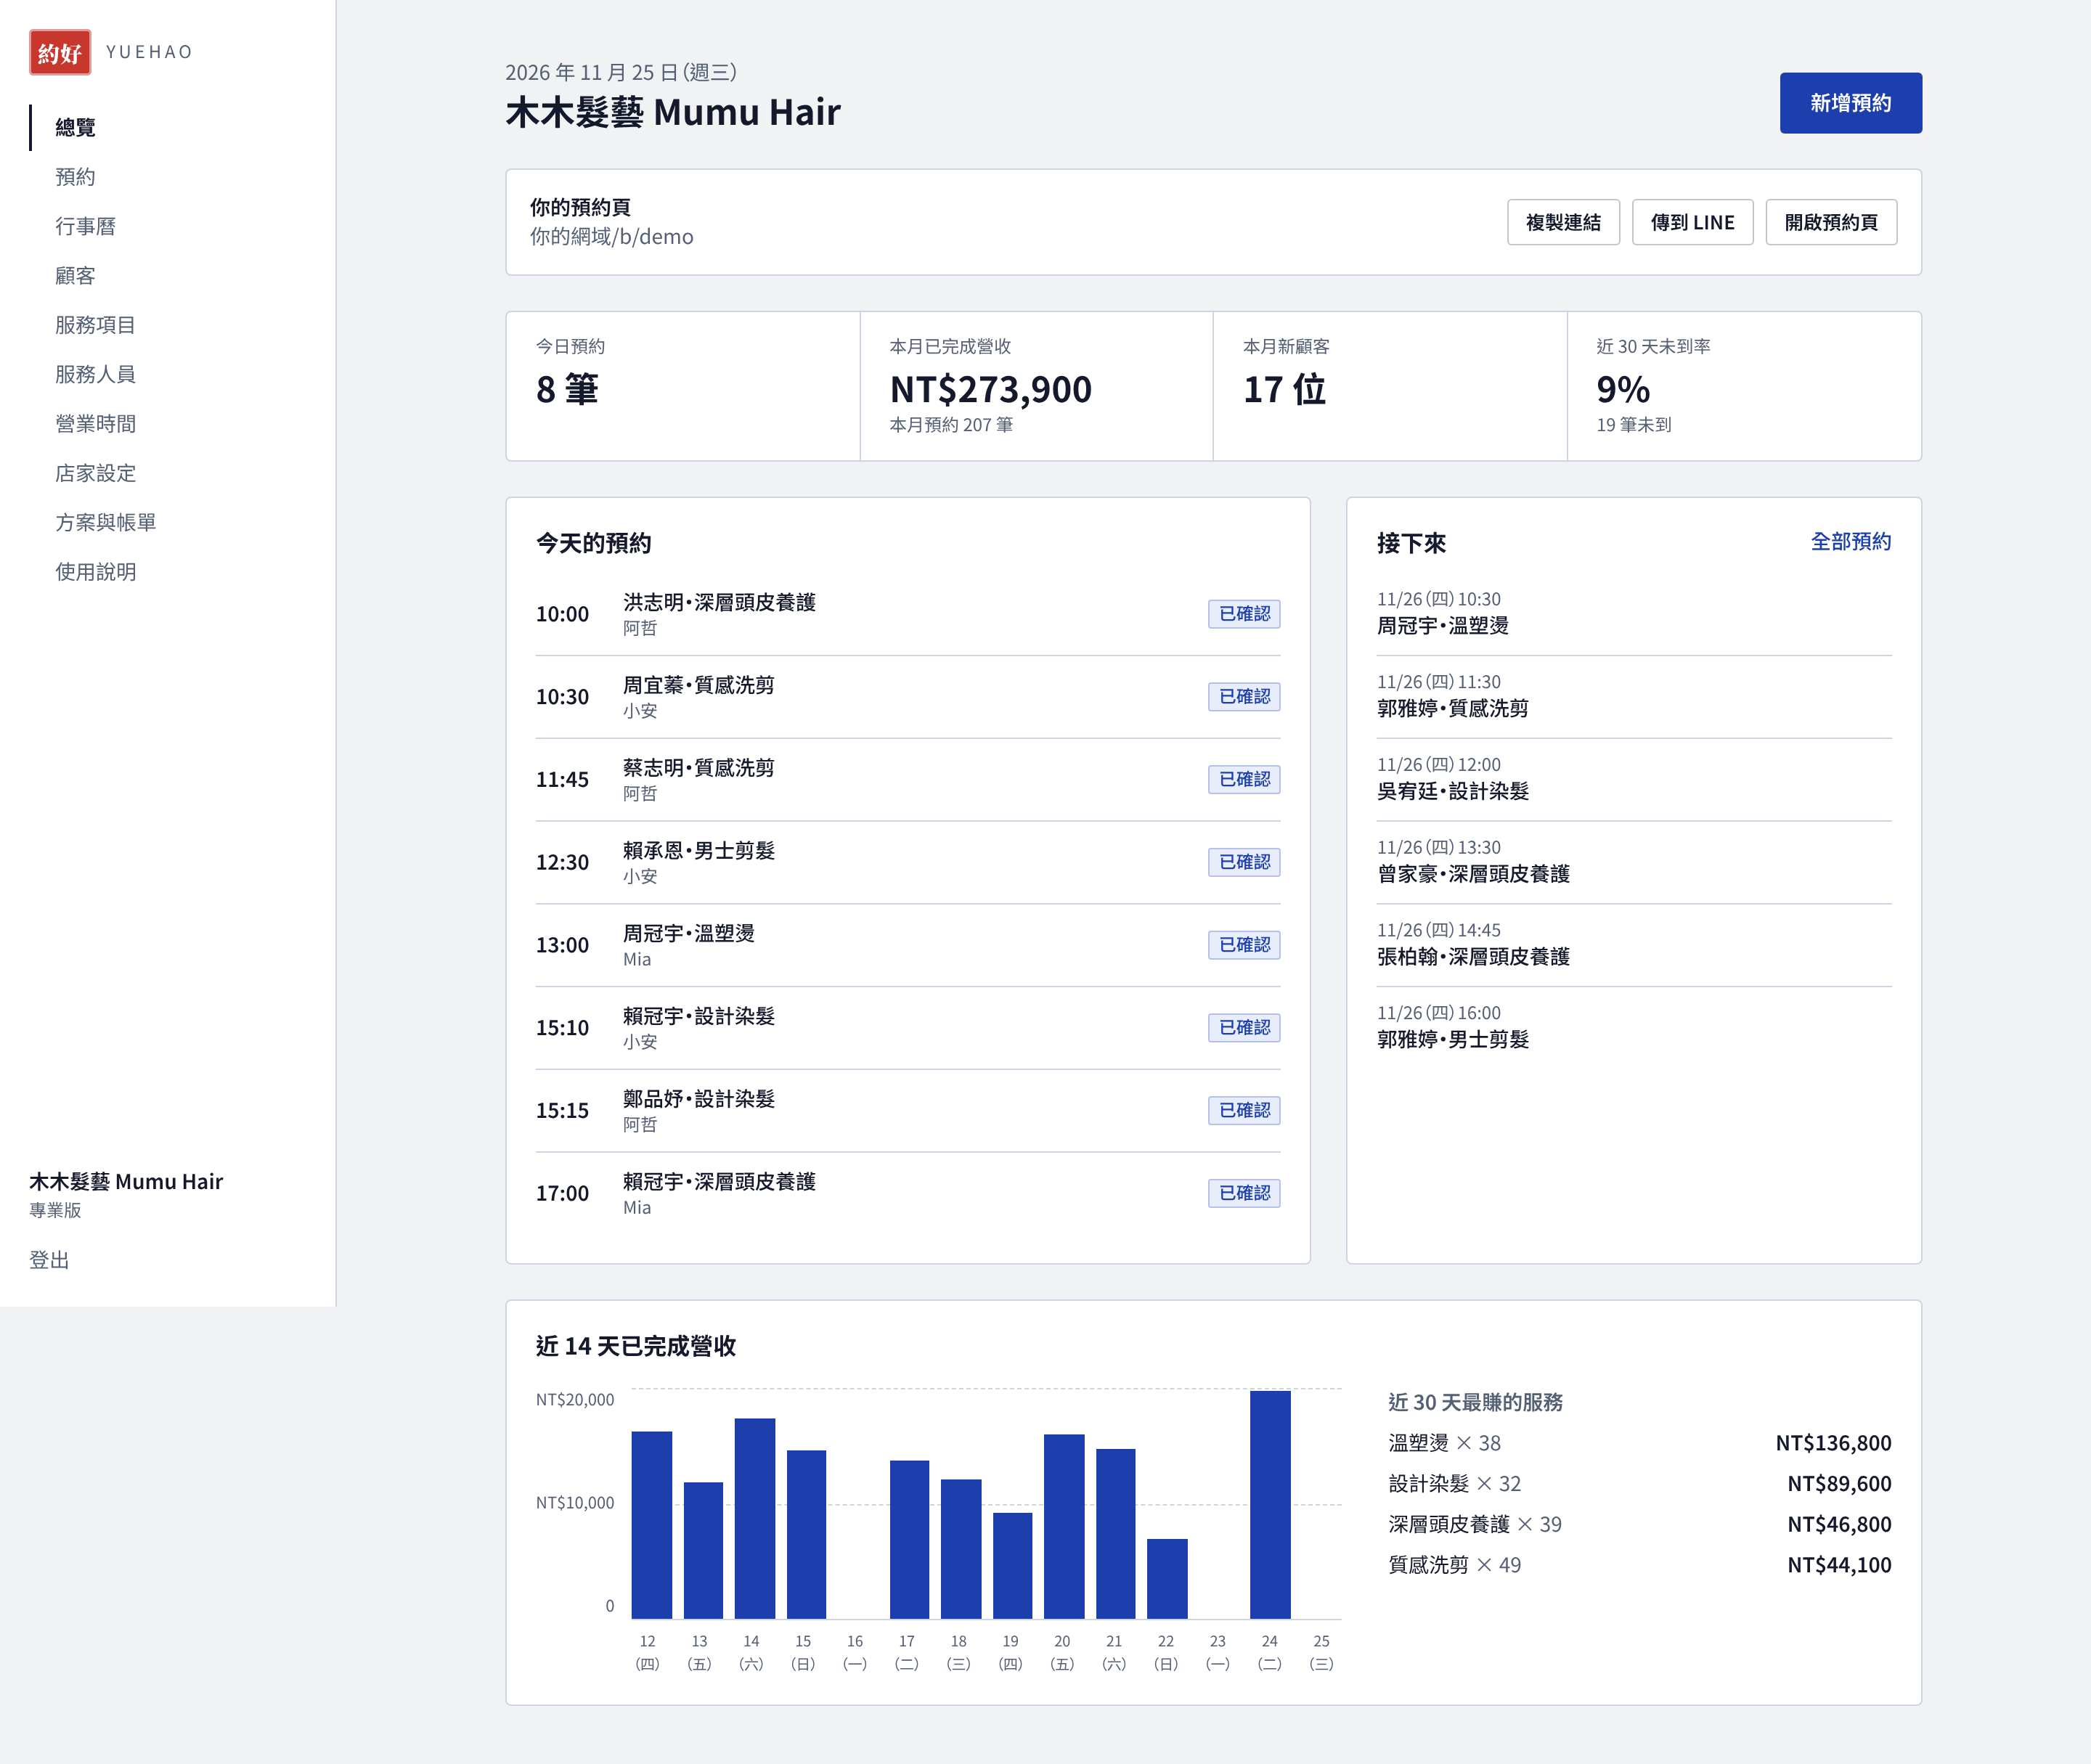 約好 YUEHAO
總覽
預約
行事曆
顧客
服務項目
服務人員
營業時間
店家設定
方案與帳單
使用說明
木木髮藝 Mumu Hair
專業版
登出
2026 年 11 月 25 日（週三）
木木髮藝 Mumu Hair
新增預約
你的預約頁
你的網域/b/demo
複製連結
傳到 LINE
開啟預約頁
今日預約
8 筆
本月已完成營收
NT$273,900
本月預約 207 筆
本月新顧客
17 位
近 30 天未到率
9%
19 筆未到
今天的預約
10:00 洪志明・深層頭皮養護 已確認
阿哲
10:30 周宜蓁・質感洗剪 已確認
小安
11:45 蔡志明・質感洗剪 已確認
阿哲
12:30 賴承恩・男士剪髮 已確認
小安
13:00 周冠宇・溫塑燙 已確認
Mia
15:10 賴冠宇・設計染髮 已確認
小安
15:15 鄭品妤・設計染髮 已確認
阿哲
17:00 賴冠宇・深層頭皮養護 已確認
Mia
接下來 全部預約
11/26（四）10:30
周冠宇・溫塑燙
11/26（四）11:30
郭雅婷・質感洗剪
11/26（四）12:00
吳宥廷・設計染髮
11/26（四）13:30
曾家豪・深層頭皮養護
11/26（四）14:45
張柏翰・深層頭皮養護
11/26（四）16:00
郭雅婷・男士剪髮
近 14 天已完成營收
NT$20,000
NT$10,000
0
12 13 14 15 16 17 18 19 20 21 22 23 24 25
（四） （五） （六） （日） （一） （二） （三） （四） （五） （六） （日） （一） （二） （三）
近 30 天最賺的服務
溫塑燙 × 38 NT$136,800
設計染髮 × 32 NT$89,600
深層頭皮養護 × 39 NT$46,800
質感洗剪 × 49 NT$44,100